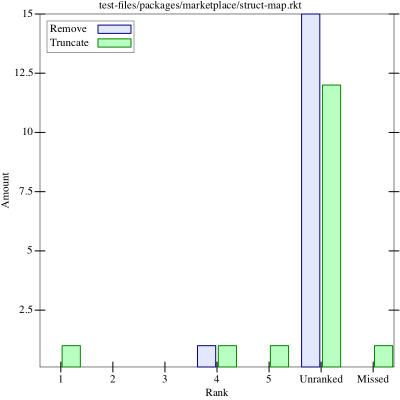 test-files/packages/marketplace/struct-map.rkt
15
Remove
Truncate
12.5
10
7.5
5
2.5
Amount
1 2 3 4 5 Unranked Missed
Rank